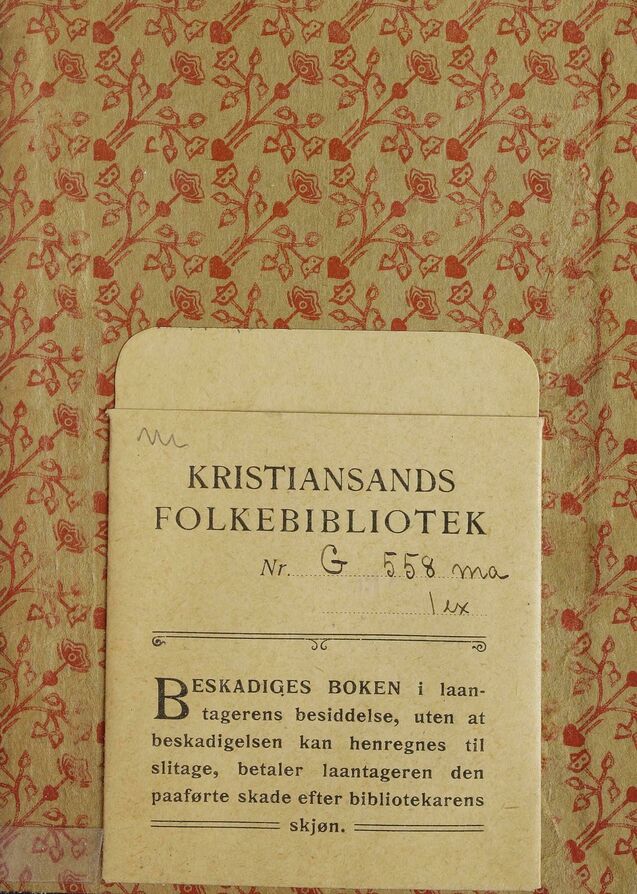 m
KRISTIANSANDS
FOLKEBIBLIOTEK
Nr. G 558 ma
1 ex
BESKADIGES BOKEN i laan-
tagerens besiddelse, uten at
beskadigelsen kan henregnes til
slitage, betaler laantageren den
paaførte skade efter bibliotekarens
skjøn.